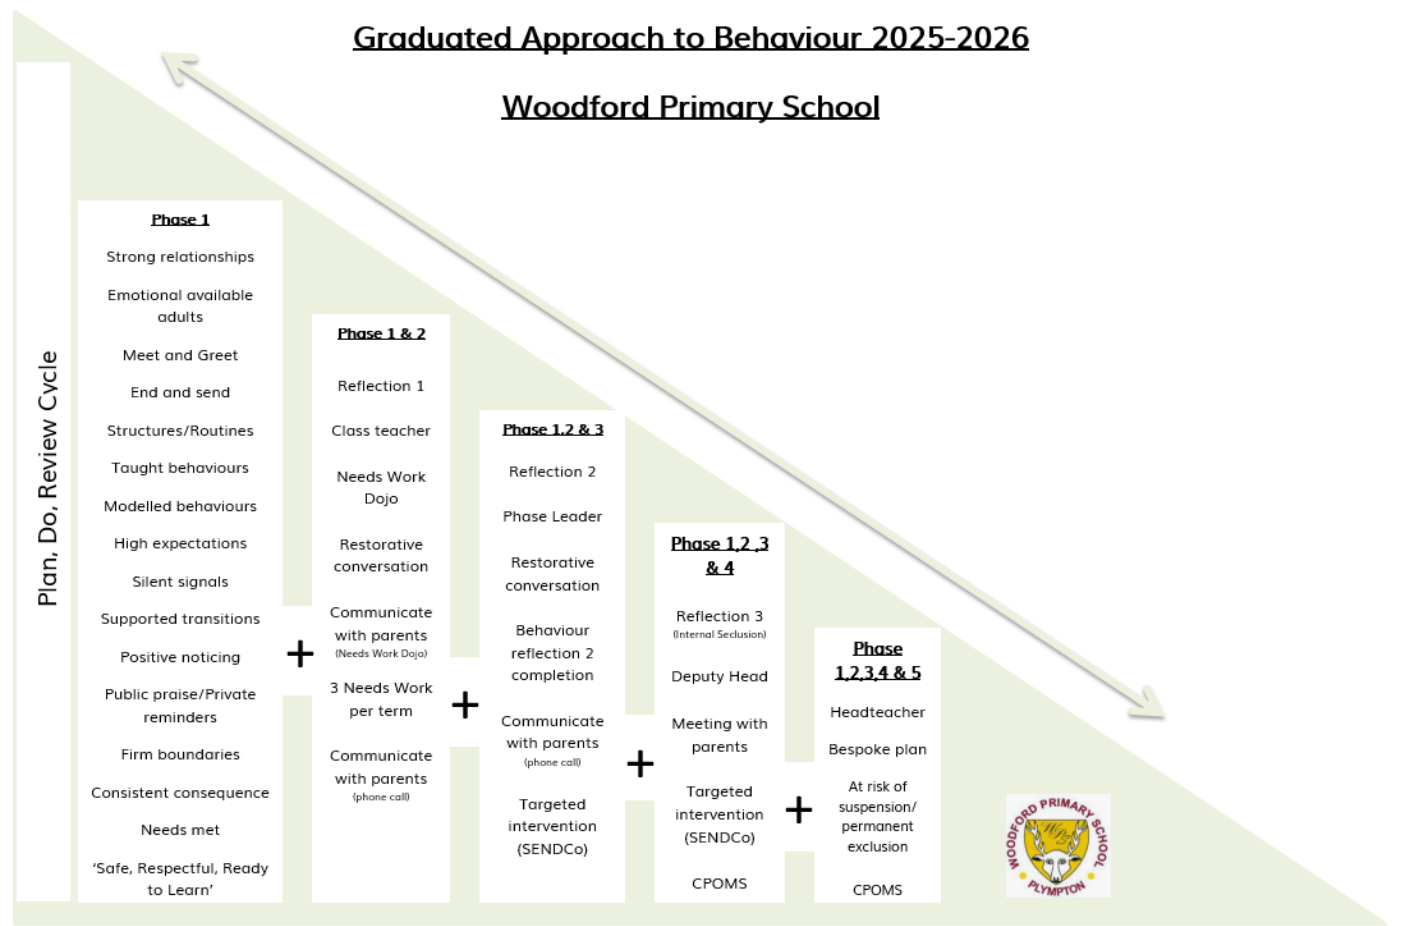 Graduated Approach to Behaviour 2025-2026
Woodford Primary School
Plan, Do, Review Cycle
Phase 1
Strong relationships
Emotional available
adults
Meet and Greet
End and send
Structures/Routines
Taught behaviours
Modelled behaviours
High expectations
Silent signals
Supported transitions
Positive noticing
Public praise/Private
reminders
Firm boundaries
Consistent consequence
Needs met
‘Safe, Respectful, Ready
to Learn’
+
Phase 1 & 2
Reflection 1
Class teacher
Needs Work
Dojo
Restorative
conversation
Communicate
with parents
(Needs Work Dojo)
3 Needs Work
per term
Communicate
with parents
(phone call)
+
Phase 1,2 & 3
Reflection 2
Phase Leader
Restorative
conversation
Behaviour
reflection 2
completion
Communicate
with parents
(phone call)
Targeted
intervention
(SENDCo)
+
Phase 1,2 ,3
& 4
Reflection 3
(Internal Seclusion)
Deputy Head
Meeting with
parents
Targeted
intervention
(SENDCo)
CPOMS
+
Phase
1,2,3,4 & 5
Headteacher
Bespoke plan
At risk of
suspension/
permanent
exclusion
CPOMS
WOODFORD PRIMARY SCHOOL
WPS
PLYMPTON